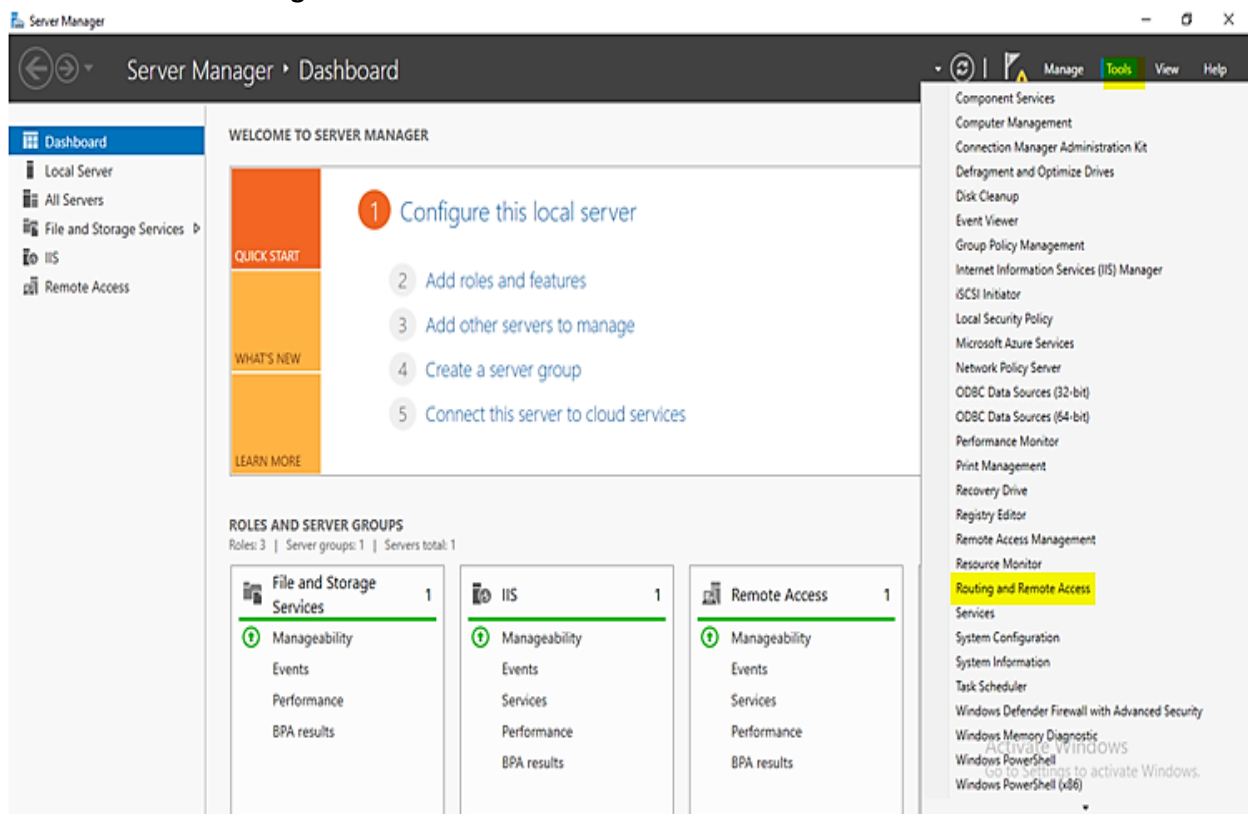 Server Manager
Server Manager • Dashboard
Manage Tools View Help
Dashboard
Local Server
All Servers
File and Storage Services
IIS
Remote Access
WELCOME TO SERVER MANAGER
QUICK START
WHAT'S NEW
LEARN MORE
1 Configure this local server
2 Add roles and features
3 Add other servers to manage
4 Create a server group
5 Connect this server to cloud services
ROLES AND SERVER GROUPS
Roles: 3 | Server groups: 1 | Servers total: 1
File and Storage
Services 1
Manageability
Events
Performance
BPA results
IIS 1
Manageability
Events
Services
Performance
BPA results
Remote Access 1
Manageability
Events
Services
Performance
BPA results
Component Services
Computer Management
Connection Manager Administration Kit
Defragment and Optimize Drives
Disk Cleanup
Event Viewer
Group Policy Management
Internet Information Services (IIS) Manager
iSCSI Initiator
Local Security Policy
Microsoft Azure Services
Network Policy Server
ODBC Data Sources (32-bit)
ODBC Data Sources (64-bit)
Performance Monitor
Print Management
Recovery Drive
Registry Editor
Remote Access Management
Resource Monitor
Routing and Remote Access
Services
System Configuration
System Information
Task Scheduler
Windows Defender Firewall with Advanced Security
Windows Memory Diagnostic
Windows PowerShell
Windows PowerShell (x86)
Activate Windows
Go to Settings to activate Windows.